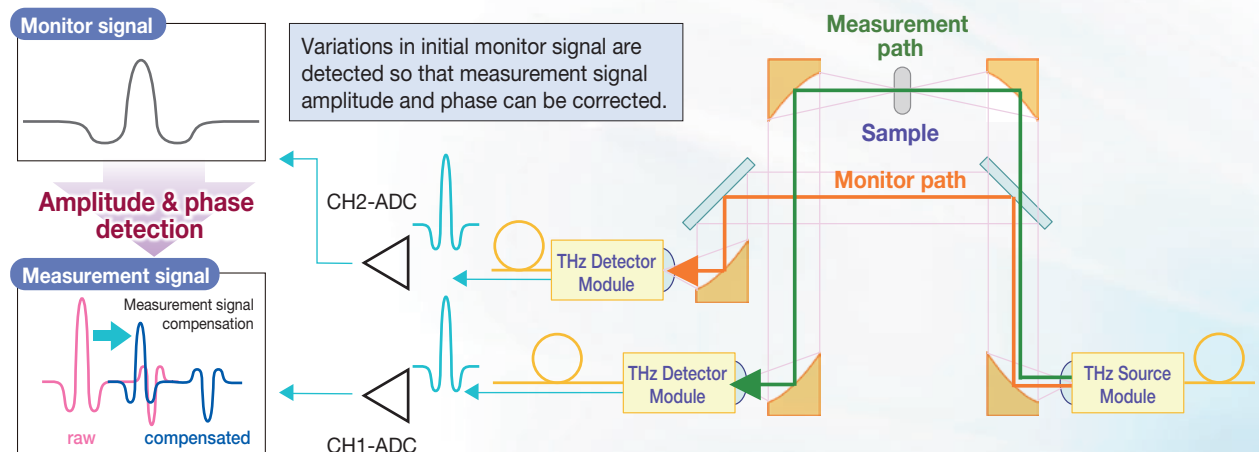 Monitor signal
Variations in initial monitor signal are
detected so that measurement signal
amplitude and phase can be corrected.
Measurement
path
Sample
Monitor path
Amplitude & phase
detection
CH2-ADC
THz Detector
Module
Measurement signal
Measurement signal
compensation
raw
compensated
CH1-ADC
THz Detector
Module
THz Source
Module